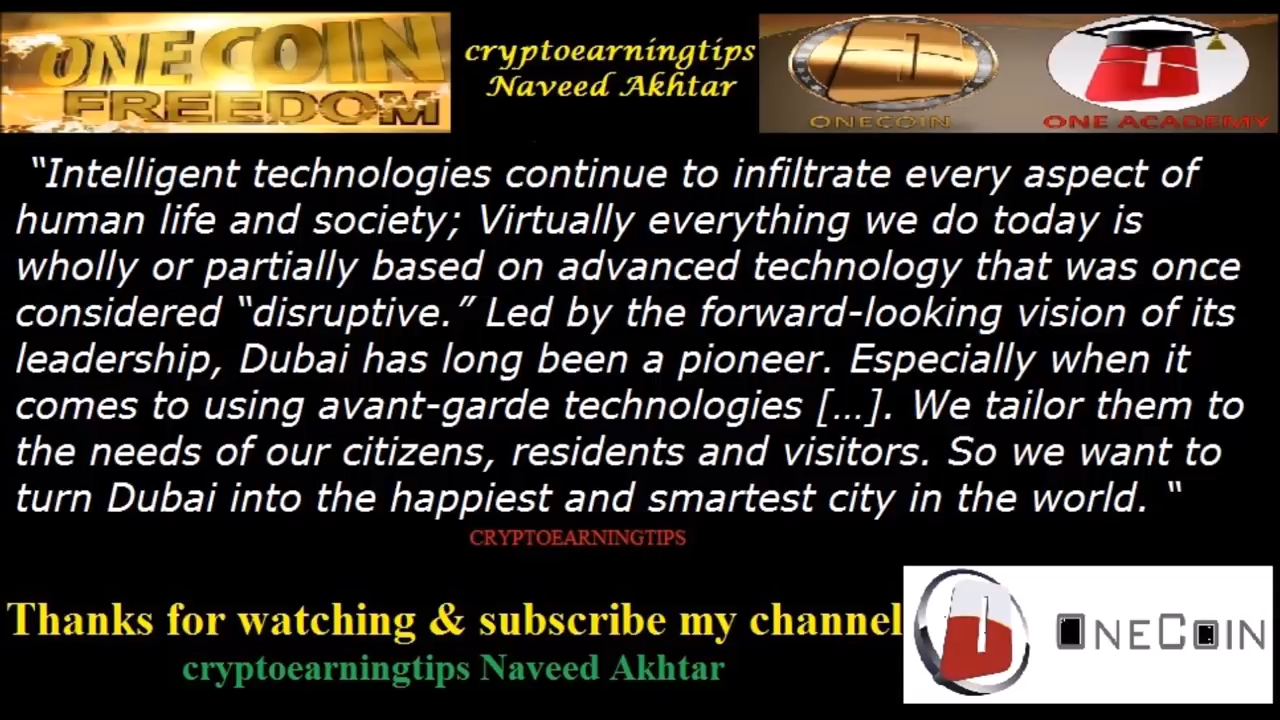 ONE COIN
FREEDOM
cryptoearningtips
Naveed Akhtar
ONECOIN
ONE ACADEMY
“Intelligent technologies continue to infiltrate every aspect of
human life and society; Virtually everything we do today is
wholly or partially based on advanced technology that was once
considered “disruptive.” Led by the forward-looking vision of its
leadership, Dubai has long been a pioneer. Especially when it
comes to using avant-garde technologies [...]. We tailor them to
the needs of our citizens, residents and visitors. So we want to
turn Dubai into the happiest and smartest city in the world. “
CRYPTOEARNINGTIPS
Thanks for watching & subscribe my channel
cryptoearningtips Naveed Akhtar
ONECOIN